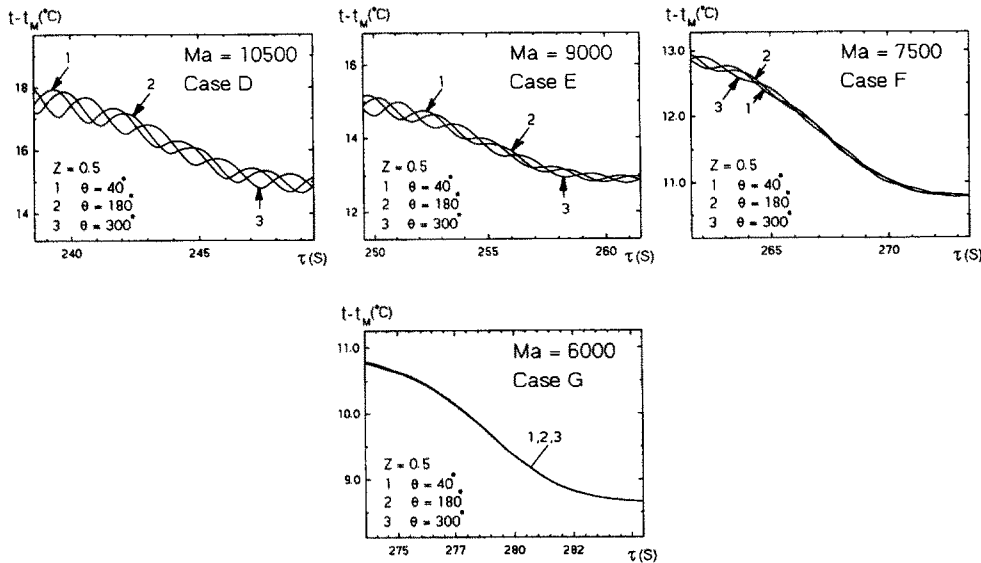 t-t_M(°C)
Ma = 10500
Case D
1
2
3
18
16
14
Z = 0.5
1 θ = 40°
2 θ = 180°
3 θ = 300°
240
245
τ(S)
t-t_M(°C)
Ma = 9000
Case E
1
2
3
16
14
12
Z = 0.5
1 θ = 40°
2 θ = 180°
3 θ = 300°
250
255
260
τ(S)
t-t_M(°C)
Ma = 7500
Case F
2
3
1
13.0
12.0
11.0
Z = 0.5
1 θ = 40°
2 θ = 180°
3 θ = 300°
265
270
τ(S)
t-t_M(°C)
Ma = 6000
Case G
1,2,3
11.0
10.0
9.0
Z = 0.5
1 θ = 40°
2 θ = 180°
3 θ = 300°
275
277
280
282
τ(S)